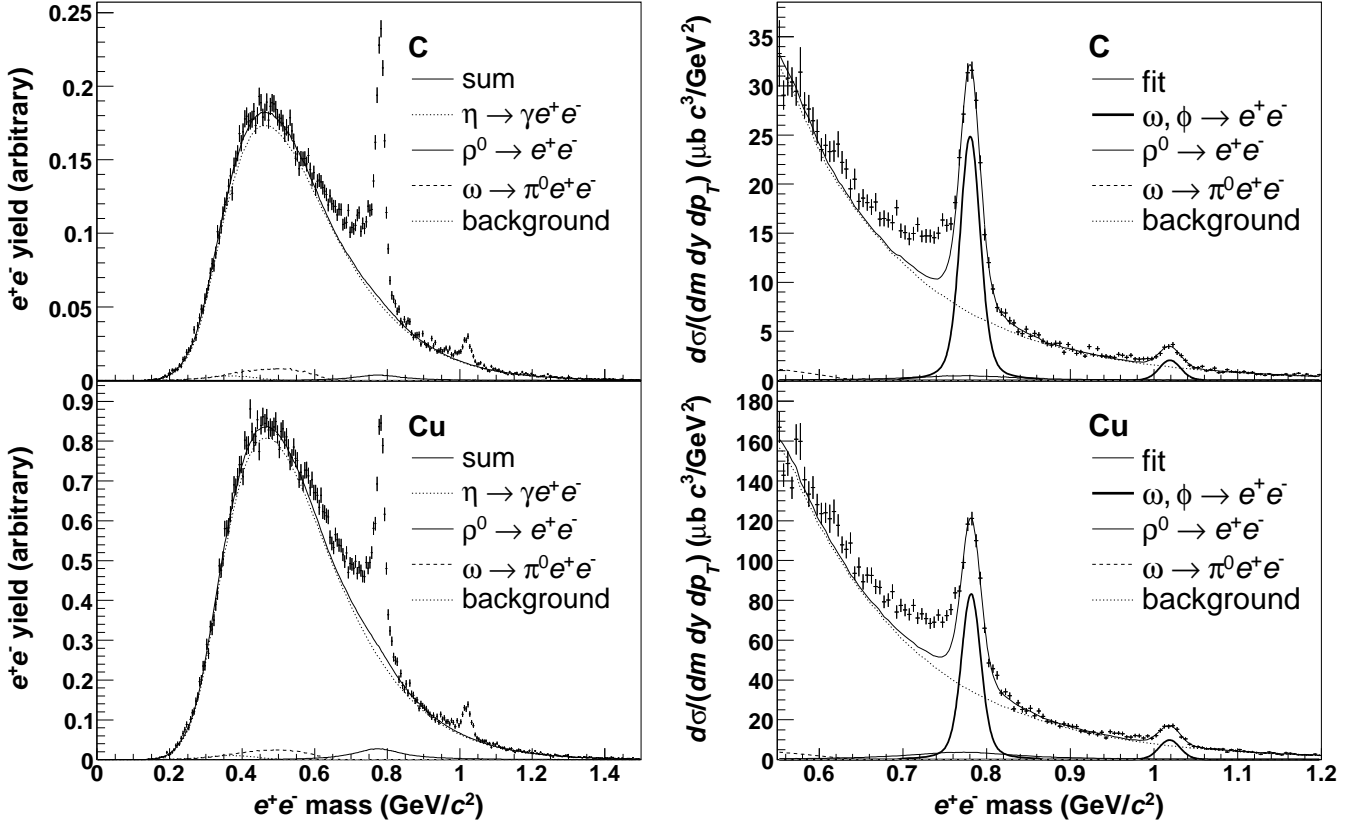 e⁺e⁻ yield (arbitrary)
0.25
0.2
0.15
0.1
0.05
0
C
sum
η → γe⁺e⁻
ρ⁰ → e⁺e⁻
ω → π⁰e⁺e⁻
background
dσ/(dm dy dp_T) (μb c³/GeV²)
35
30
25
20
15
10
5
0
C
fit
ω, φ → e⁺e⁻
ρ⁰ → e⁺e⁻
ω → π⁰e⁺e⁻
background
e⁺e⁻ yield (arbitrary)
0.9
0.8
0.7
0.6
0.5
0.4
0.3
0.2
0.1
0
Cu
sum
η → γe⁺e⁻
ρ⁰ → e⁺e⁻
ω → π⁰e⁺e⁻
background
0 0.2 0.4 0.6 0.8 1 1.2 1.4
e⁺e⁻ mass (GeV/c²)
dσ/(dm dy dp_T) (μb c³/GeV²)
180
160
140
120
100
80
60
40
20
0
Cu
fit
ω, φ → e⁺e⁻
ρ⁰ → e⁺e⁻
ω → π⁰e⁺e⁻
background
0.6 0.7 0.8 0.9 1 1.1 1.2
e⁺e⁻ mass (GeV/c²)